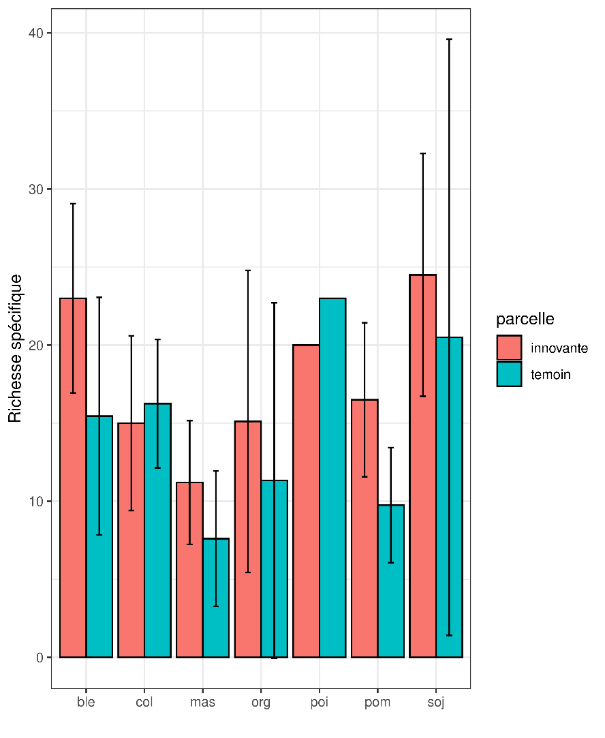 40
30
20
10
0
Richesse spécifique
ble col mas org poi pom soj
parcelle
innovante
temoin